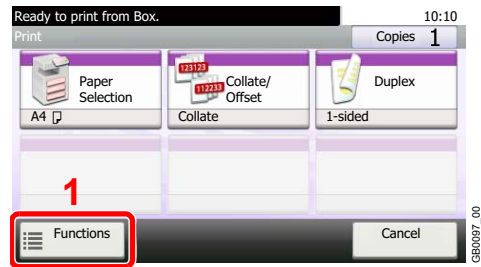 Ready to print from Box.
10:10
Print
Copies 1
Paper
Selection
A4
123123
112233
Collate/
Offset
Collate
Duplex
1-sided
1
Functions
Cancel
GB0097_00